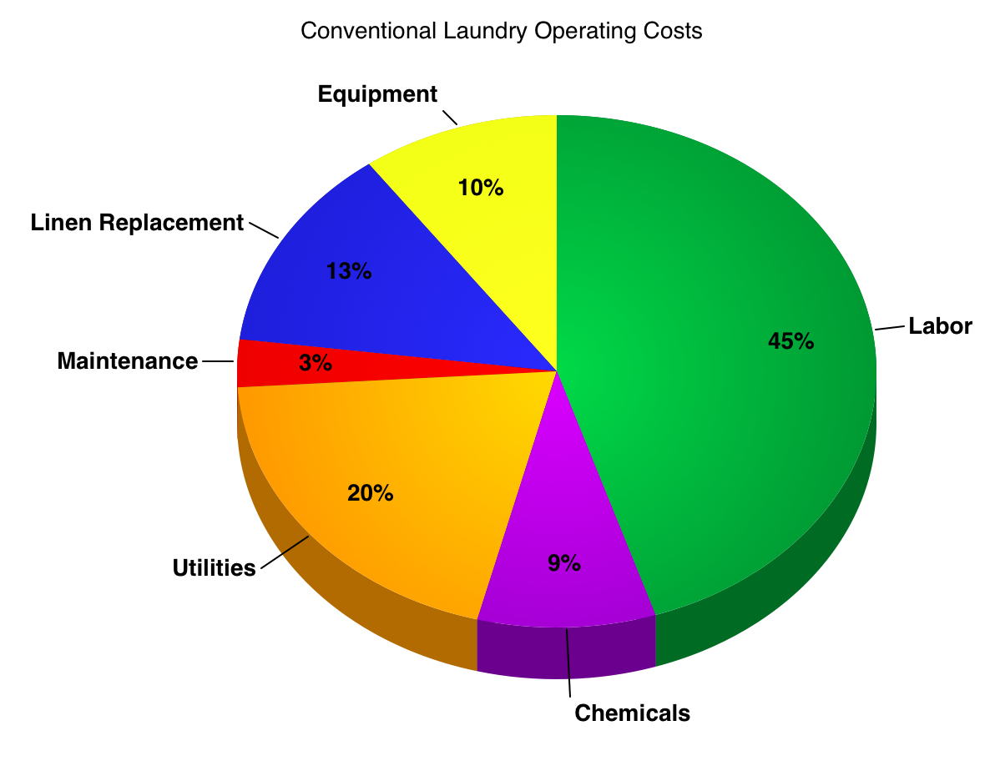 Conventional Laundry Operating Costs
Equipment
10%
Linen Replacement
13%
Labor
45%
Maintenance
3%
20%
Utilities
9%
Chemicals